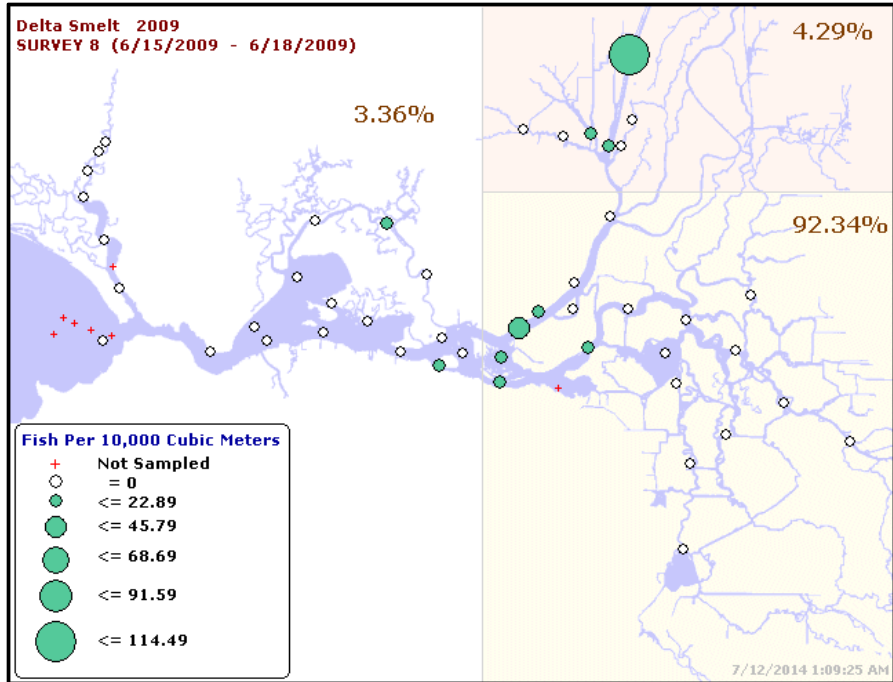 Delta Smelt 2009
SURVEY 8 (6/15/2009 - 6/18/2009)
4.29%
3.36%
92.34%
Fish Per 10,000 Cubic Meters
Not Sampled
= 0
<= 22.89
<= 45.79
<= 68.69
<= 91.59
<= 114.49
7/12/2014 1:09:25 AM